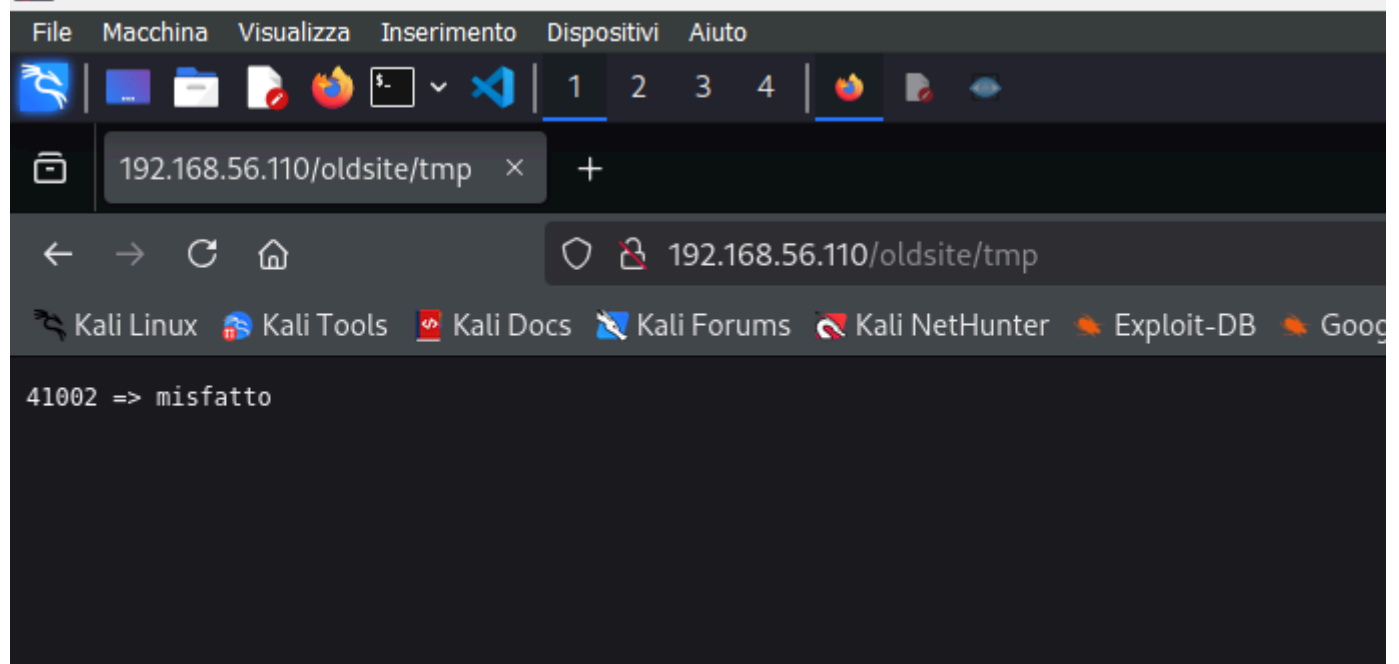 File Macchina Visualizza Inserimento Dispositivi Aiuto
1 2 3 4
192.168.56.110/oldsite/tmp
192.168.56.110/oldsite/tmp
Kali Linux Kali Tools Kali Docs Kali Forums Kali NetHunter Exploit-DB Goog
41002 => misfatto